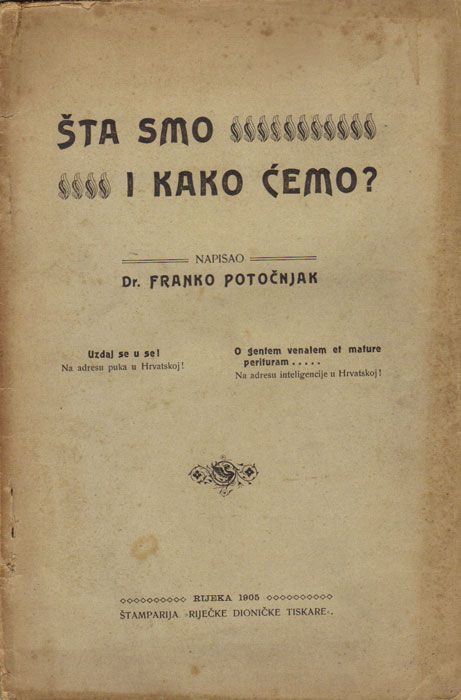 ŠTA SMO
I KAKO ĆEMO?
NAPISAO
Dr. FRANKO POTOČNJAK
Uzdaj se u se!
Na adresu puka u Hrvatskoj!
O gentem venalem et mature
perituram . . . . .
Na adresu inteligencije u Hrvatskoj!
RIJEKA 1905
ŠTAMPARIJA »RIJEČKE DIONIČKE TISKARE«.